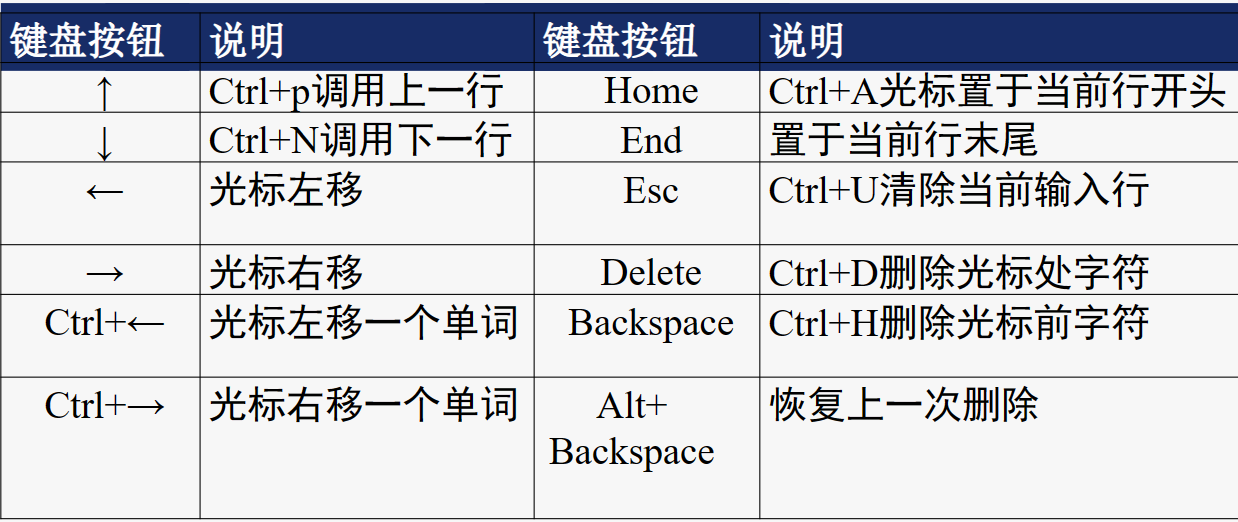 键盘按钮 说明 键盘按钮 说明
↑ Ctrl+p调用上一行 Home Ctrl+A光标置于当前行开头
↓ Ctrl+N调用下一行 End 置于当前行末尾
← 光标左移 Esc Ctrl+U清除当前输入行
→ 光标右移 Delete Ctrl+D删除光标处字符
Ctrl+← 光标左移一个单词 Backspace Ctrl+H删除光标前字符
Ctrl+→ 光标右移一个单词 Alt+ 恢复上一次删除
Backspace